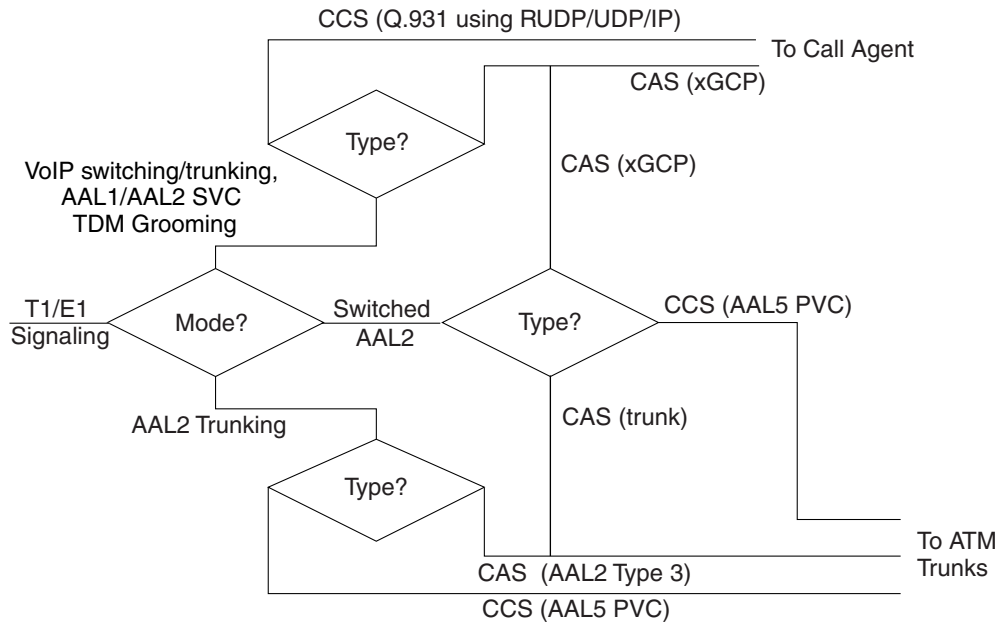 CCS (Q.931 using RUDP/UDP/IP)
To Call Agent
CAS (xGCP)
Type?
CAS (xGCP)
VoIP switching/trunking,
AAL1/AAL2 SVC
TDM Grooming
T1/E1
Signaling
Mode?
Switched
AAL2
Type?
CCS (AAL5 PVC)
AAL2 Trunking
CAS (trunk)
Type?
To ATM
Trunks
CAS (AAL2 Type 3)
CCS (AAL5 PVC)